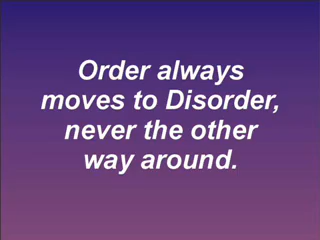 Order always
moves to Disorder,
never the other
way around.